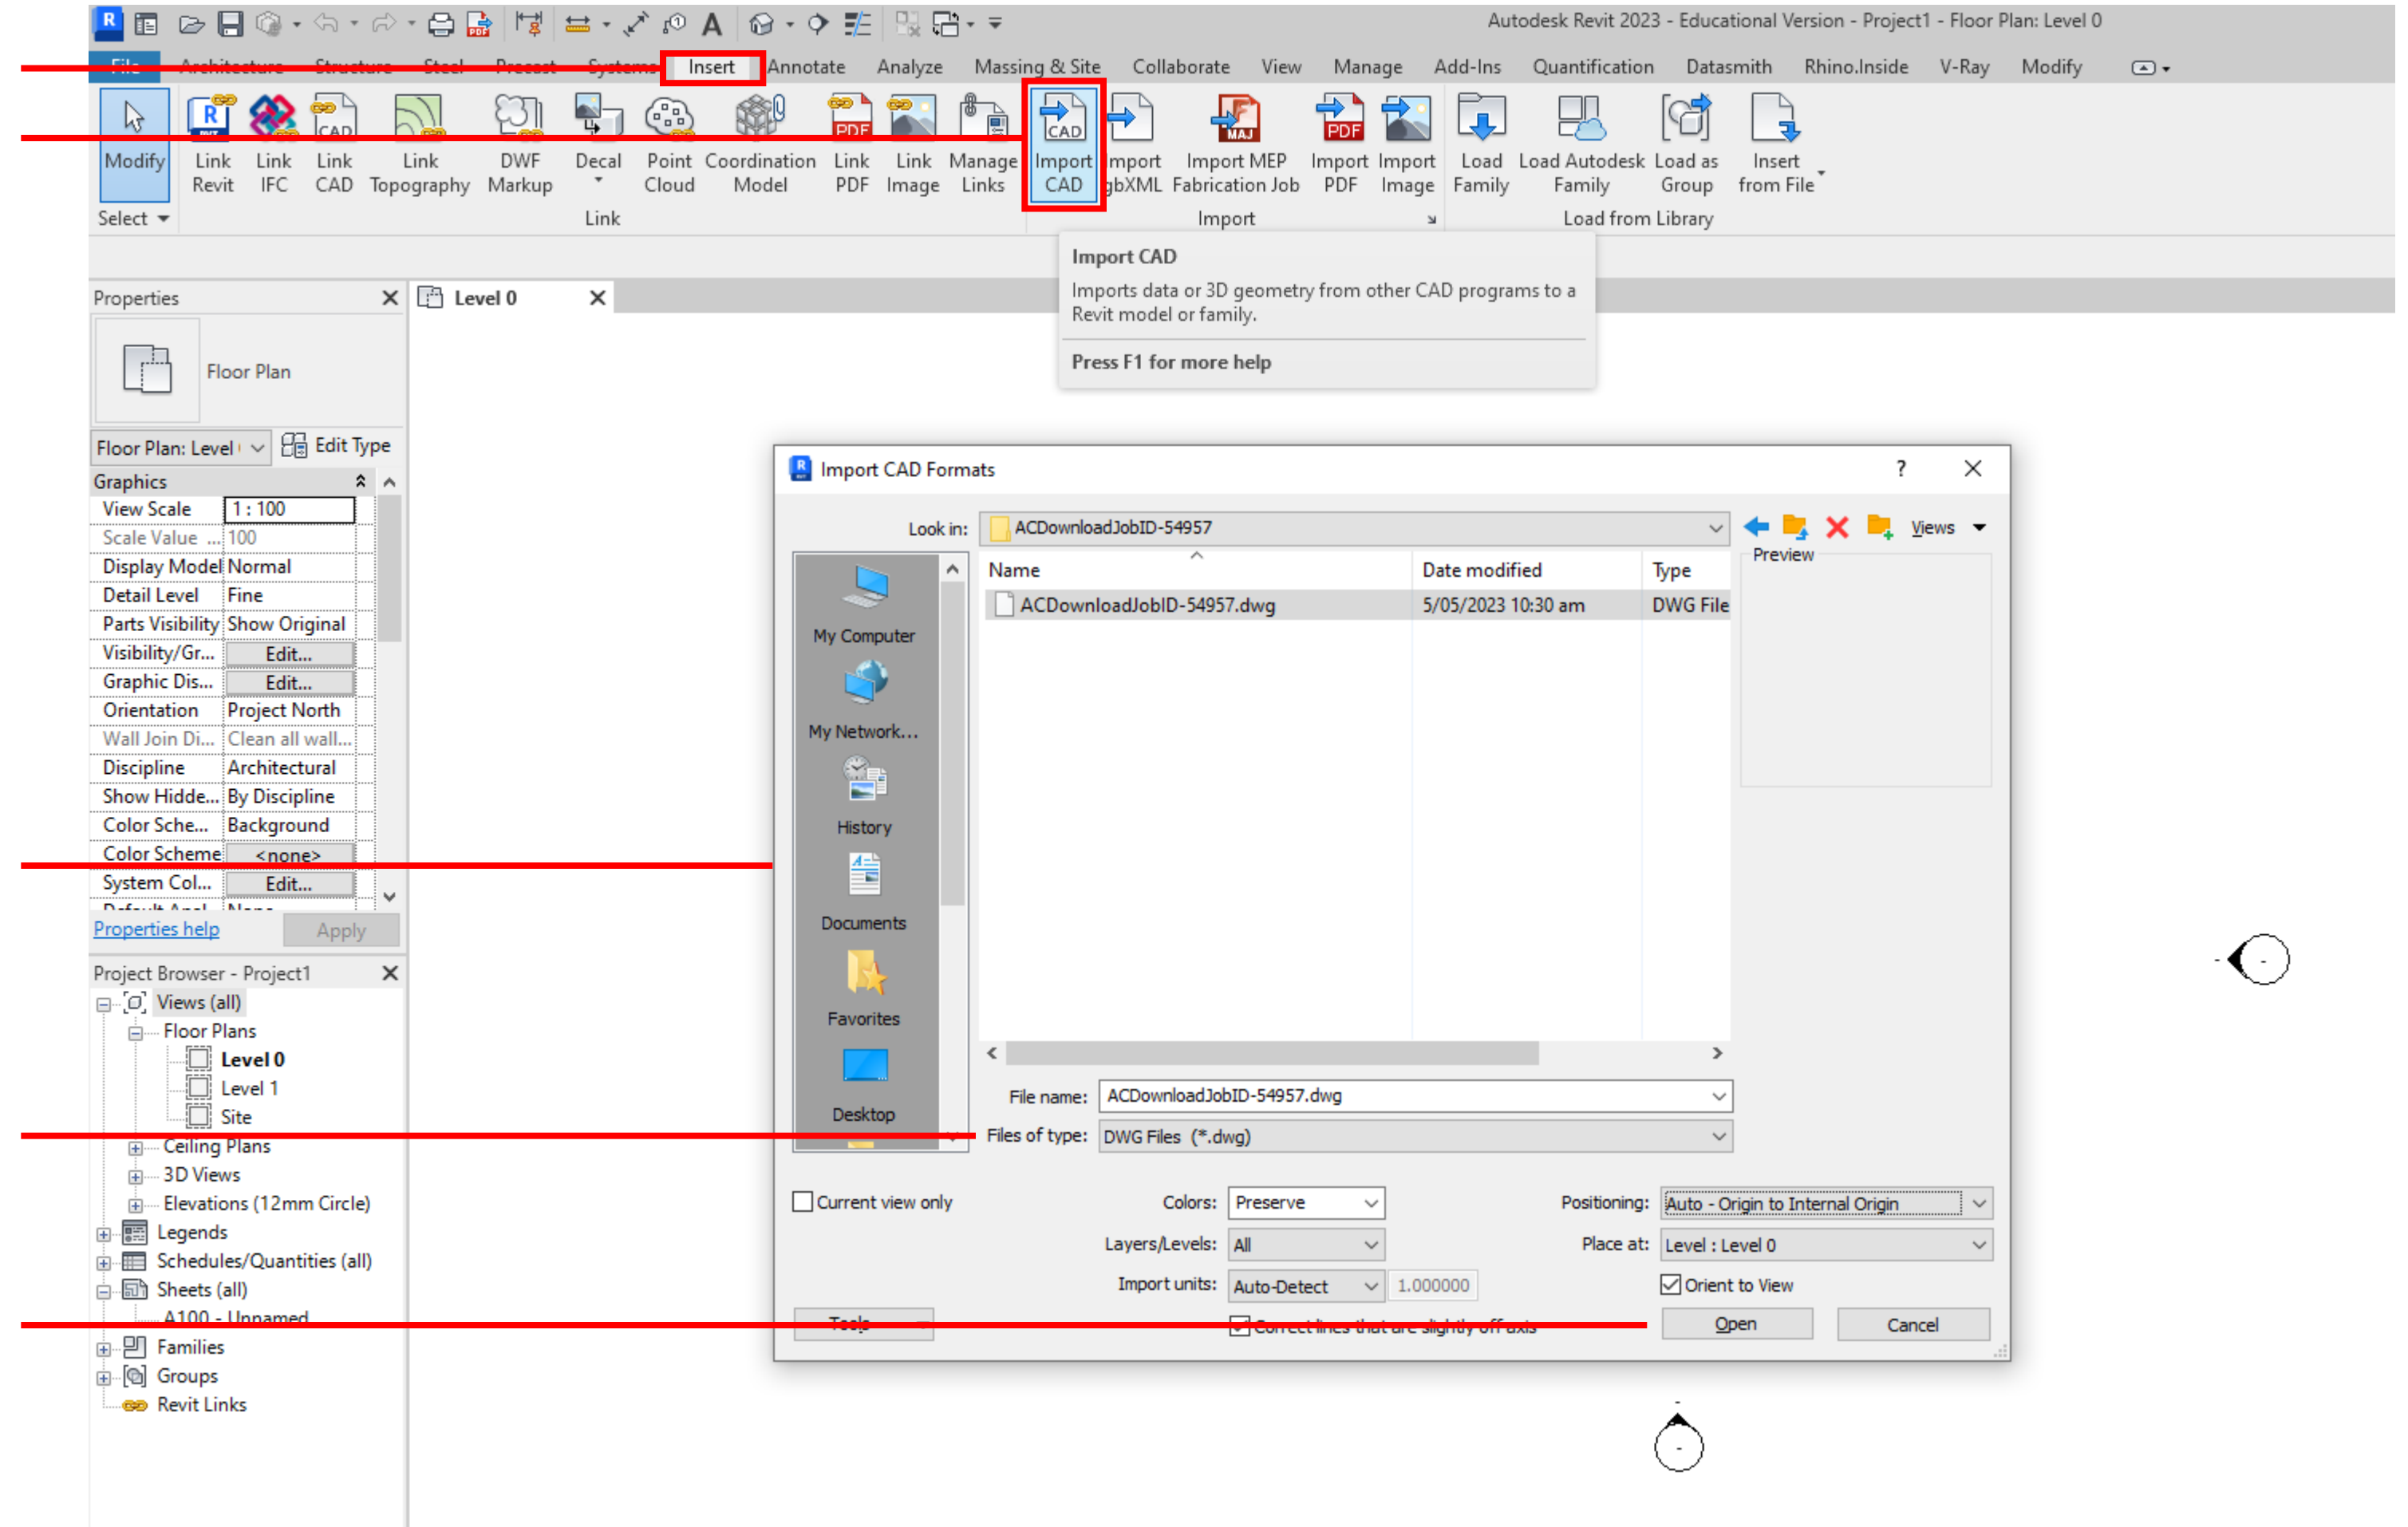 Autodesk Revit 2023 - Educational Version - Project1 - Floor Plan: Level 0
File Architecture Structure Steel Precast Systems Insert Annotate Analyze Massing & Site Collaborate View Manage Add-Ins Quantification Datasmith Rhino.Inside V-Ray Modify
Modify
Link Revit
Link IFC
Link CAD
Link Topography
DWF Markup
Decal
Point Cloud
Coordination Model
Link PDF
Link Image
Manage Links
Import CAD
Import gbXML
Import MEP Fabrication Job
Import PDF
Import Image
Load Family
Load Autodesk Family
Load as Group
Insert from File
Select
Link
Import
Load from Library
Import CAD
Imports data or 3D geometry from other CAD programs to a
Revit model or family.
Press F1 for more help
Properties
Level 0
Floor Plan
Floor Plan: Level
Edit Type
Graphics
View Scale 1 : 100
Scale Value ... 100
Display Model Normal
Detail Level Fine
Parts Visibility Show Original
Visibility/Gr... Edit...
Graphic Dis... Edit...
Orientation Project North
Wall Join Di... Clean all wall...
Discipline Architectural
Show Hidde... By Discipline
Color Sche... Background
Color Scheme <none>
System Col... Edit...
Default Anal... None
Properties help Apply
Project Browser - Project1
Views (all)
Floor Plans
Level 0
Level 1
Site
Ceiling Plans
3D Views
Elevations (12mm Circle)
Legends
Schedules/Quantities (all)
Sheets (all)
A100 - Unnamed
Families
Groups
Revit Links
Import CAD Formats ?
Look in: ACDownloadJobID-54957
Views
Preview
Name Date modified Type
ACDownloadJobID-54957.dwg 5/05/2023 10:30 am DWG File
My Computer
My Network...
History
Documents
Favorites
Desktop
File name: ACDownloadJobID-54957.dwg
Files of type: DWG Files (*.dwg)
Current view only
Colors: Preserve
Positioning: Auto - Origin to Internal Origin
Layers/Levels: All
Place at: Level : Level 0
Import units: Auto-Detect 1.000000
Orient to View
Tools
Correct lines that are slightly off axis
Open Cancel